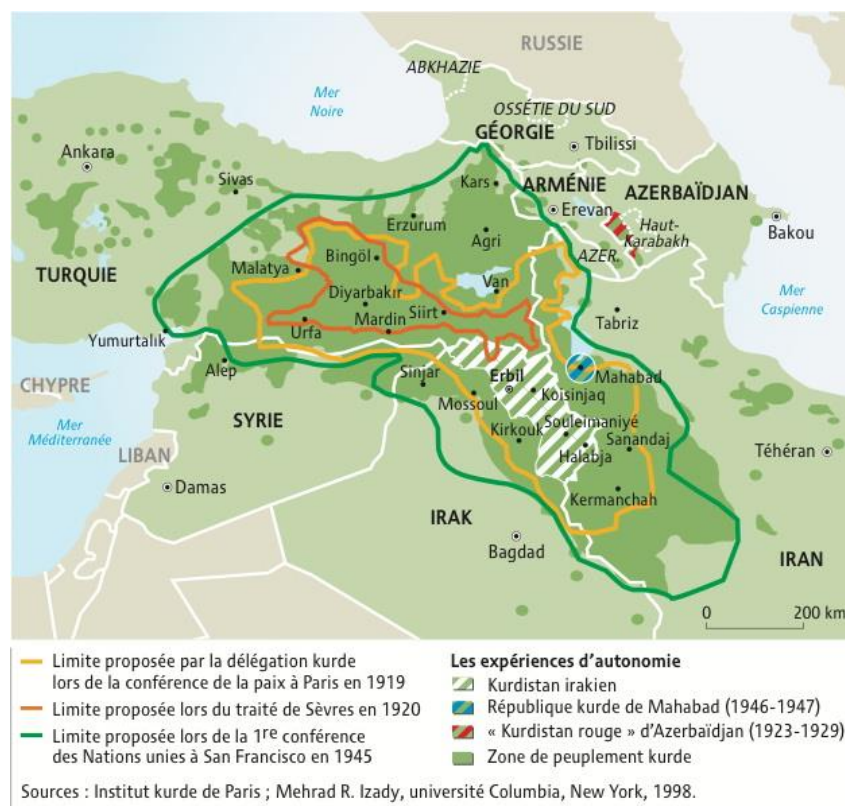 RUSSIE
ABKHAZIE
Mer
Noire
OSSÉTIE DU SUD
GÉORGIE
Tbilissi
Ankara
Sivas
Kars
ARMÉNIE
AZERBAÏDJAN
Erzurum
Erevan
Haut-
Karabakh
Bakou
Agri
AZER.
TURQUIE
Malatya
Bingöl
Van
Mer
Caspienne
Diyarbakır
Siirt
Tabriz
Urfa
Mardin
Yumurtalık
Alep
Sinjar
Erbil
Mahabad
CHYPRE
Mossoul
Koisinjaq
SYRIE
Kirkouk
Souleimaniyé
Sanandaj
Mer
Méditerranée
Halabja
Téhéran
LIBAN
Damas
Kermanchah
IRAK
Bagdad
IRAN
0 200 km
Limite proposée par la délégation kurde
lors de la conférence de la paix à Paris en 1919
Limite proposée lors du traité de Sèvres en 1920
Limite proposée lors de la 1re conférence
des Nations unies à San Francisco en 1945
Les expériences d'autonomie
Kurdistan irakien
République kurde de Mahabad (1946-1947)
« Kurdistan rouge » d'Azerbaïdjan (1923-1929)
Zone de peuplement kurde
Sources : Institut kurde de Paris ; Mehrad R. Izady, université Columbia, New York, 1998.